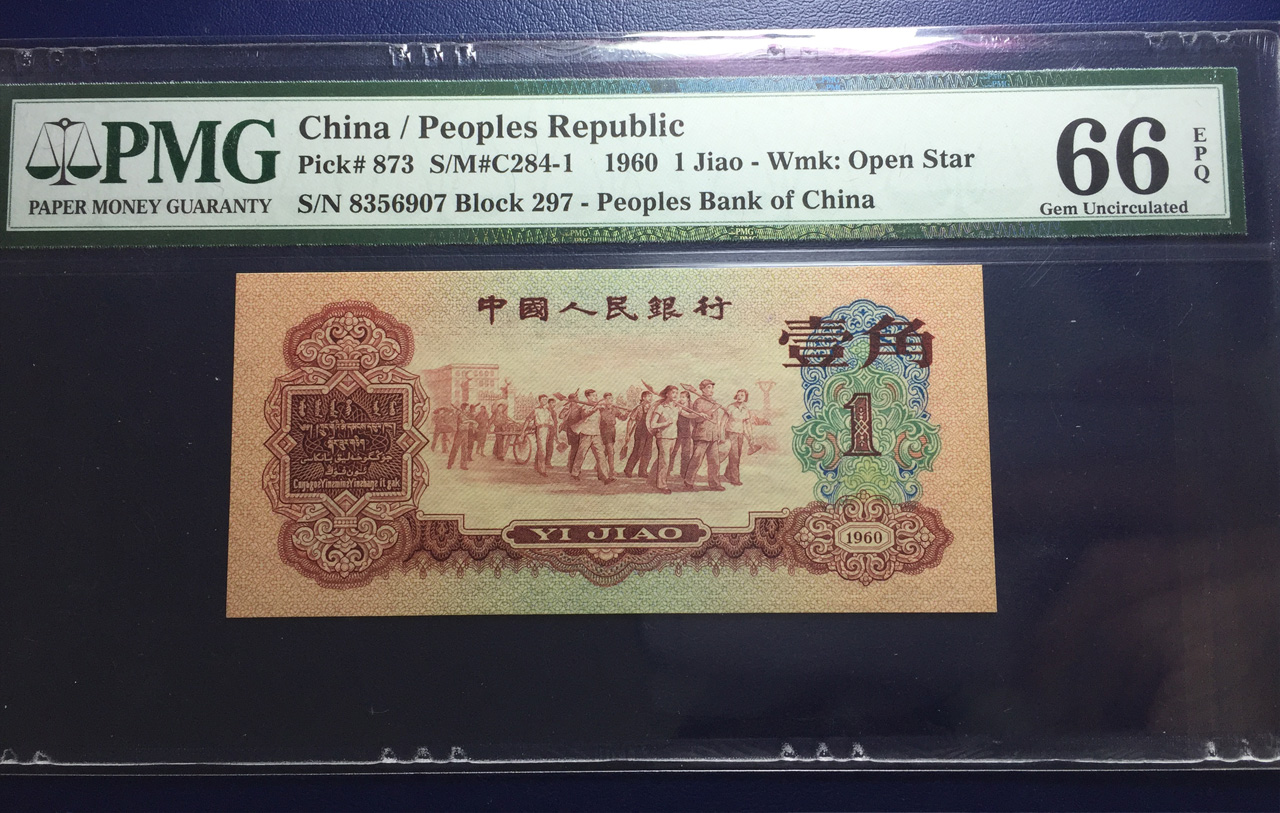 PMG
PAPER MONEY GUARANTY
China / Peoples Republic
Pick# 873 S/M#C284-1 1960 1 Jiao - Wmk: Open Star
S/N 8356907 Block 297 - Peoples Bank of China
66
EPQ
Gem Uncirculated
PMG
PMG
中國人民銀行
壹角
1
YI JIAO
1960